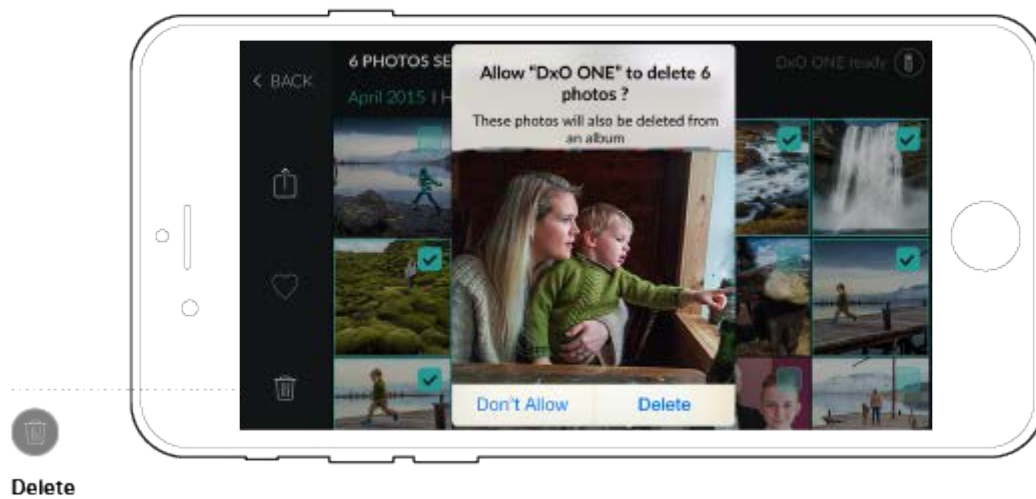 6 PHOTOS SE
DxO ONE ready
< BACK
April 2015 | H
Allow "DxO ONE" to delete 6
photos ?
These photos will also be deleted from
an album
Don't Allow
Delete
Delete